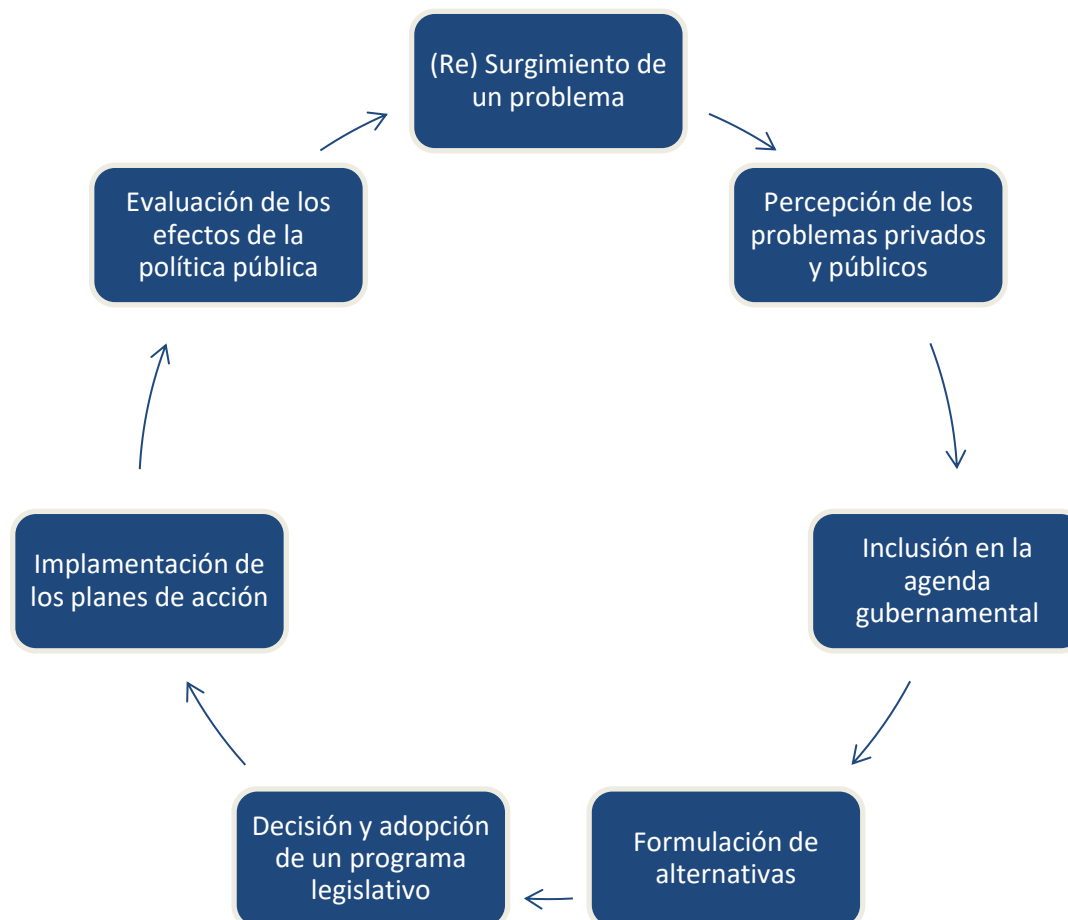 (Re) Surgimiento de
un problema
Percepción de los
problemas privados
y públicos
Inclusión en la
agenda
gubernamental
Formulación de
alternativas
Decisión y adopción
de un programa
legislativo
Implamentación de
los planes de acción
Evaluación de los
efectos de la
política pública